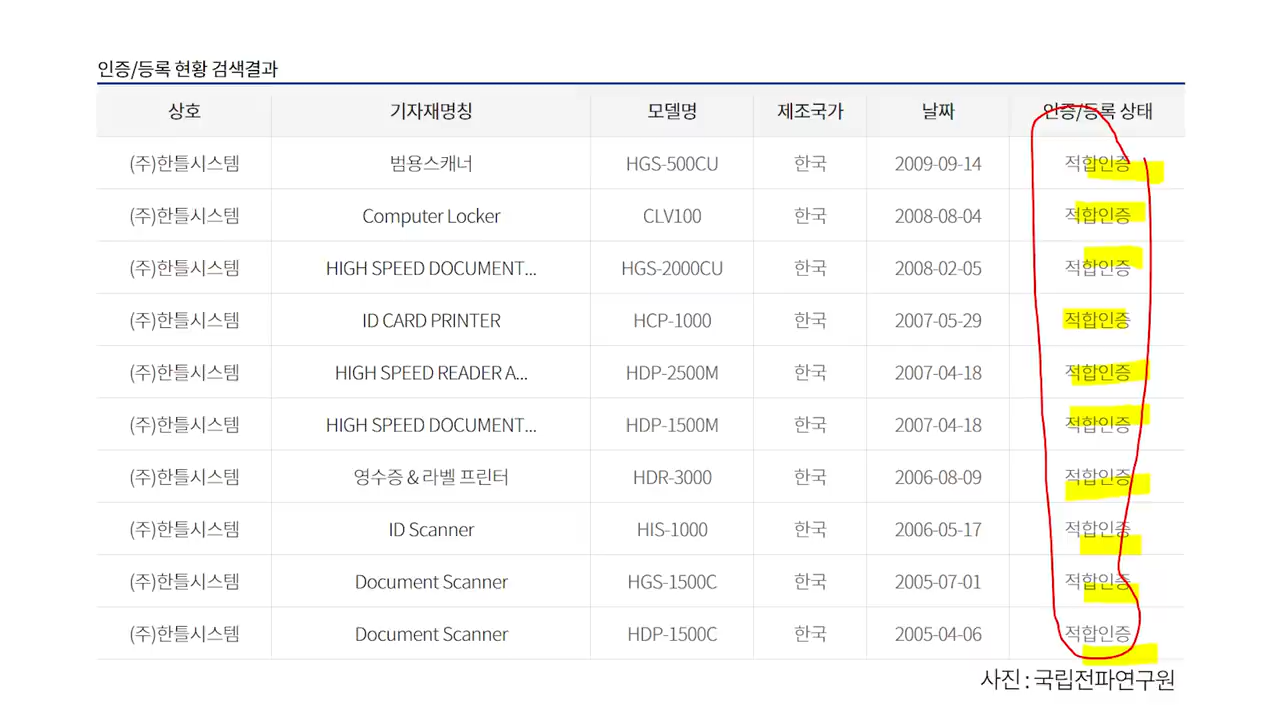 인증/등록 현황 검색결과
상호 기자재명칭 모델명 제조국가 날짜 인증/등록 상태
(주)한틀시스템 범용스캐너 HGS-500CU 한국 2009-09-14 적합인증
(주)한틀시스템 Computer Locker CLV100 한국 2008-08-04 적합인증
(주)한틀시스템 HIGH SPEED DOCUMENT... HGS-2000CU 한국 2008-02-05 적합인증
(주)한틀시스템 ID CARD PRINTER HCP-1000 한국 2007-05-29 적합인증
(주)한틀시스템 HIGH SPEED READER A... HDP-2500M 한국 2007-04-18 적합인증
(주)한틀시스템 HIGH SPEED DOCUMENT... HDP-1500M 한국 2007-04-18 적합인증
(주)한틀시스템 영수증 & 라벨 프린터 HDR-3000 한국 2006-08-09 적합인증
(주)한틀시스템 ID Scanner HIS-1000 한국 2006-05-17 적합인증
(주)한틀시스템 Document Scanner HGS-1500C 한국 2005-07-01 적합인증
(주)한틀시스템 Document Scanner HDP-1500C 한국 2005-04-06 적합인증
사진 : 국립전파연구원